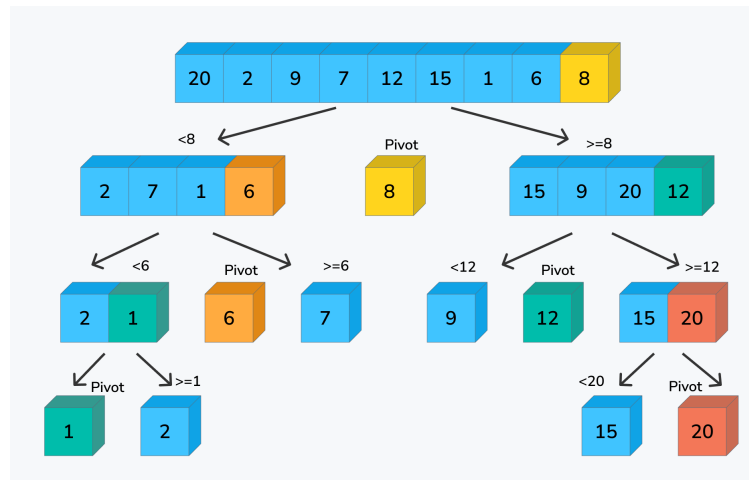 20 2 9 7 12 15 1 6 8
<8 Pivot >=8
2 7 1 6 8 15 9 20 12
<6 Pivot >=6 <12 Pivot >=12
2 1 6 7 9 12 15 20
Pivot >=1 <20 Pivot
1 2 15 20